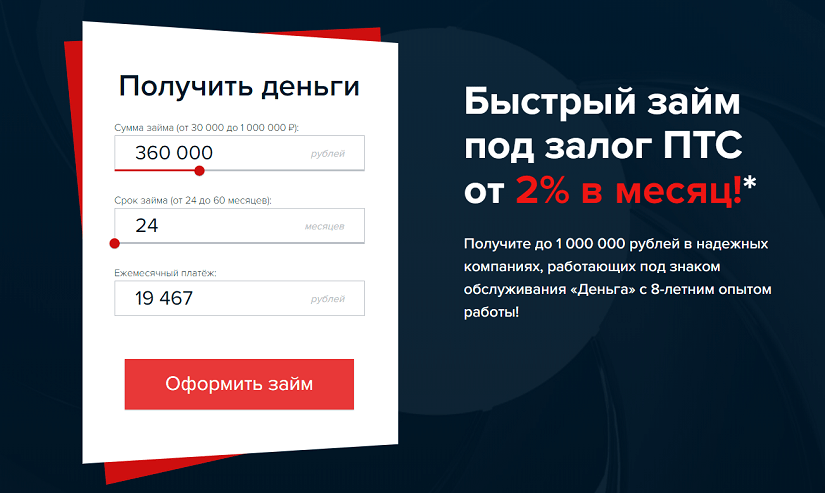 Получить деньги
Сумма займа (от 30 000 до 1 000 000 ₽):
360 000 рублей
Срок займа (от 24 до 60 месяцев):
24 месяцев
Ежемесячный платёж:
19 467 рублей
Оформить займ
Быстрый займ
под залог ПТС
от 2% в месяц!*
Получите до 1 000 000 рублей в надежных
компаниях, работающих под знаком
обслуживания «Деньга» с 8-летним опытом
работы!